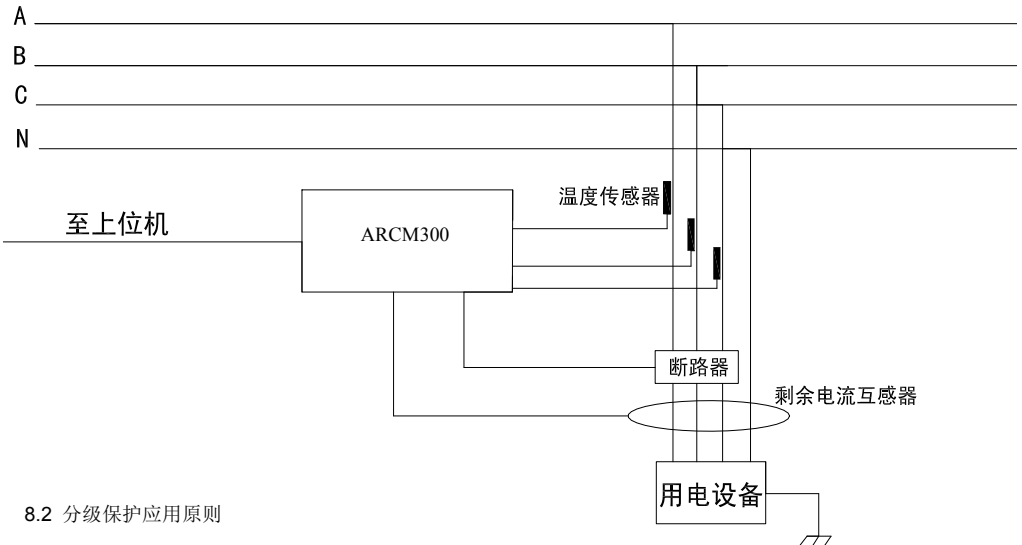 A
B
C
N
温度传感器
至上位机
ARCM300
断路器
剩余电流互感器
用电设备
8.2 分级保护应用原则